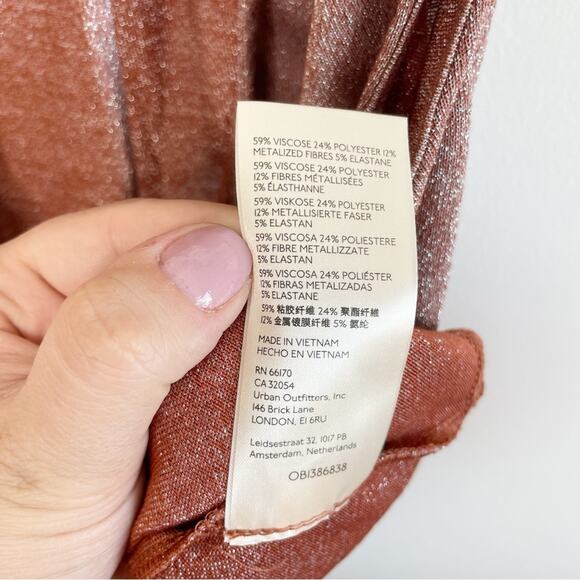 59% VISCOSE 24% POLYESTER 12%
METALIZED FIBRES 5% ELASTANE
59% VISCOSE 24% POLYESTER
12% FIBRES MÉTALLISÉES
5% ÉLASTHANNE
59% VISKOSE 24% POLYESTER
12% METALLISIERTE FASER
5% ELASTAN
59% VISCOSA 24% POLIESTERE
12% FIBRE METALLIZZATE
5% ELASTAN
59% VISCOSA 24% POLIÉSTER
12% FIBRAS METALIZADAS
5% ELASTANE
59% 粘胶纤维 24% 聚酯纤維
12% 金属镀膜纤维 5% 氨纶
MADE IN VIETNAM
HECHO EN VIETNAM
RN 66170
CA 32054
Urban Outfitters, Inc
146 Brick Lane
LONDON, E1 6RU
Leidsestraat 32, 1017 PB
Amsterdam, Netherlands
OB1386838